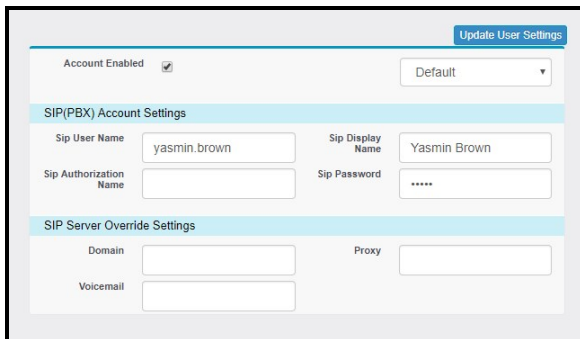 Update User Settings
Account Enabled
Default
SIP(PBX) Account Settings
Sip User Name
yasmin.brown
Sip Display
Name
Yasmin Brown
Sip Authorization
Name
Sip Password
•••••
SIP Server Override Settings
Domain
Proxy
Voicemail